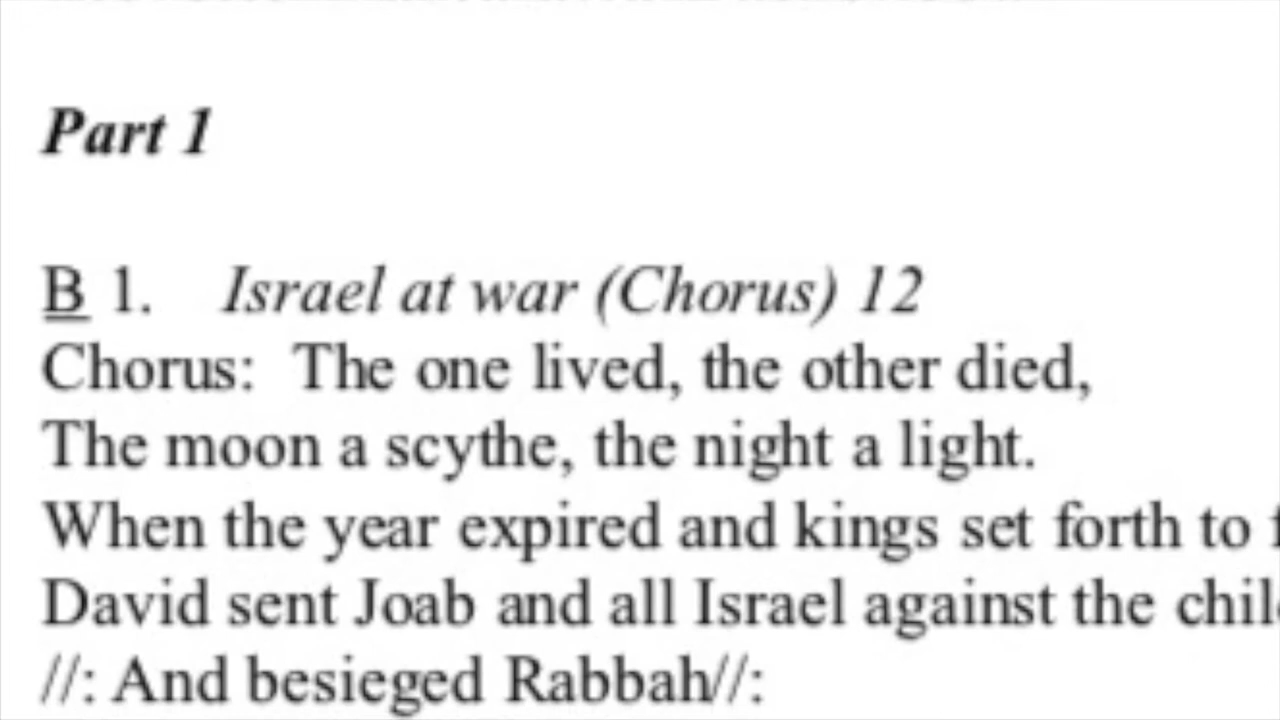 Part 1
B 1. Israel at war (Chorus) 12
Chorus: The one lived, the other died,
The moon a scythe, the night a light.
When the year expired and kings set forth to
David sent Joab and all Israel against the
//: And besieged Rabbah//: